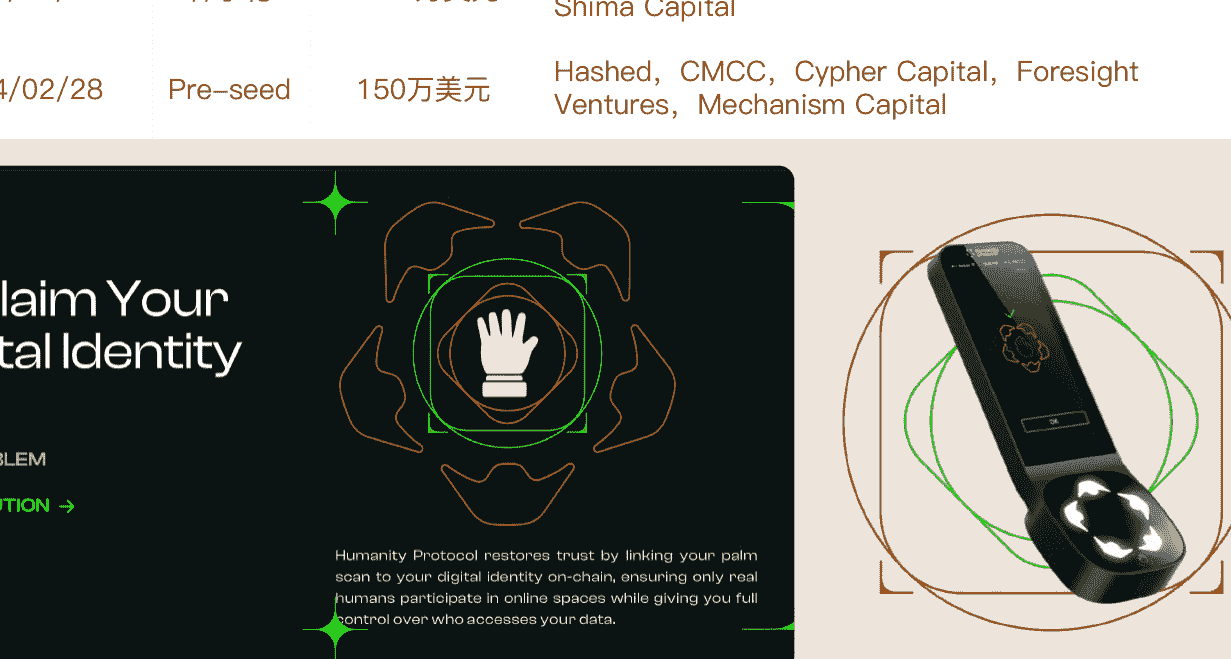 Shima Capital
4/02/28
Pre-seed
150万美元
Hashed，CMCC，Cypher Capital，Foresight
Ventures，Mechanism Capital
laim Your
tal Identity
BLEM
UTION →
Humanity Protocol restores trust by linking your palm
scan to your digital identity on-chain, ensuring only real
humans participate in online spaces while giving you full
control over who accesses your data.
OK